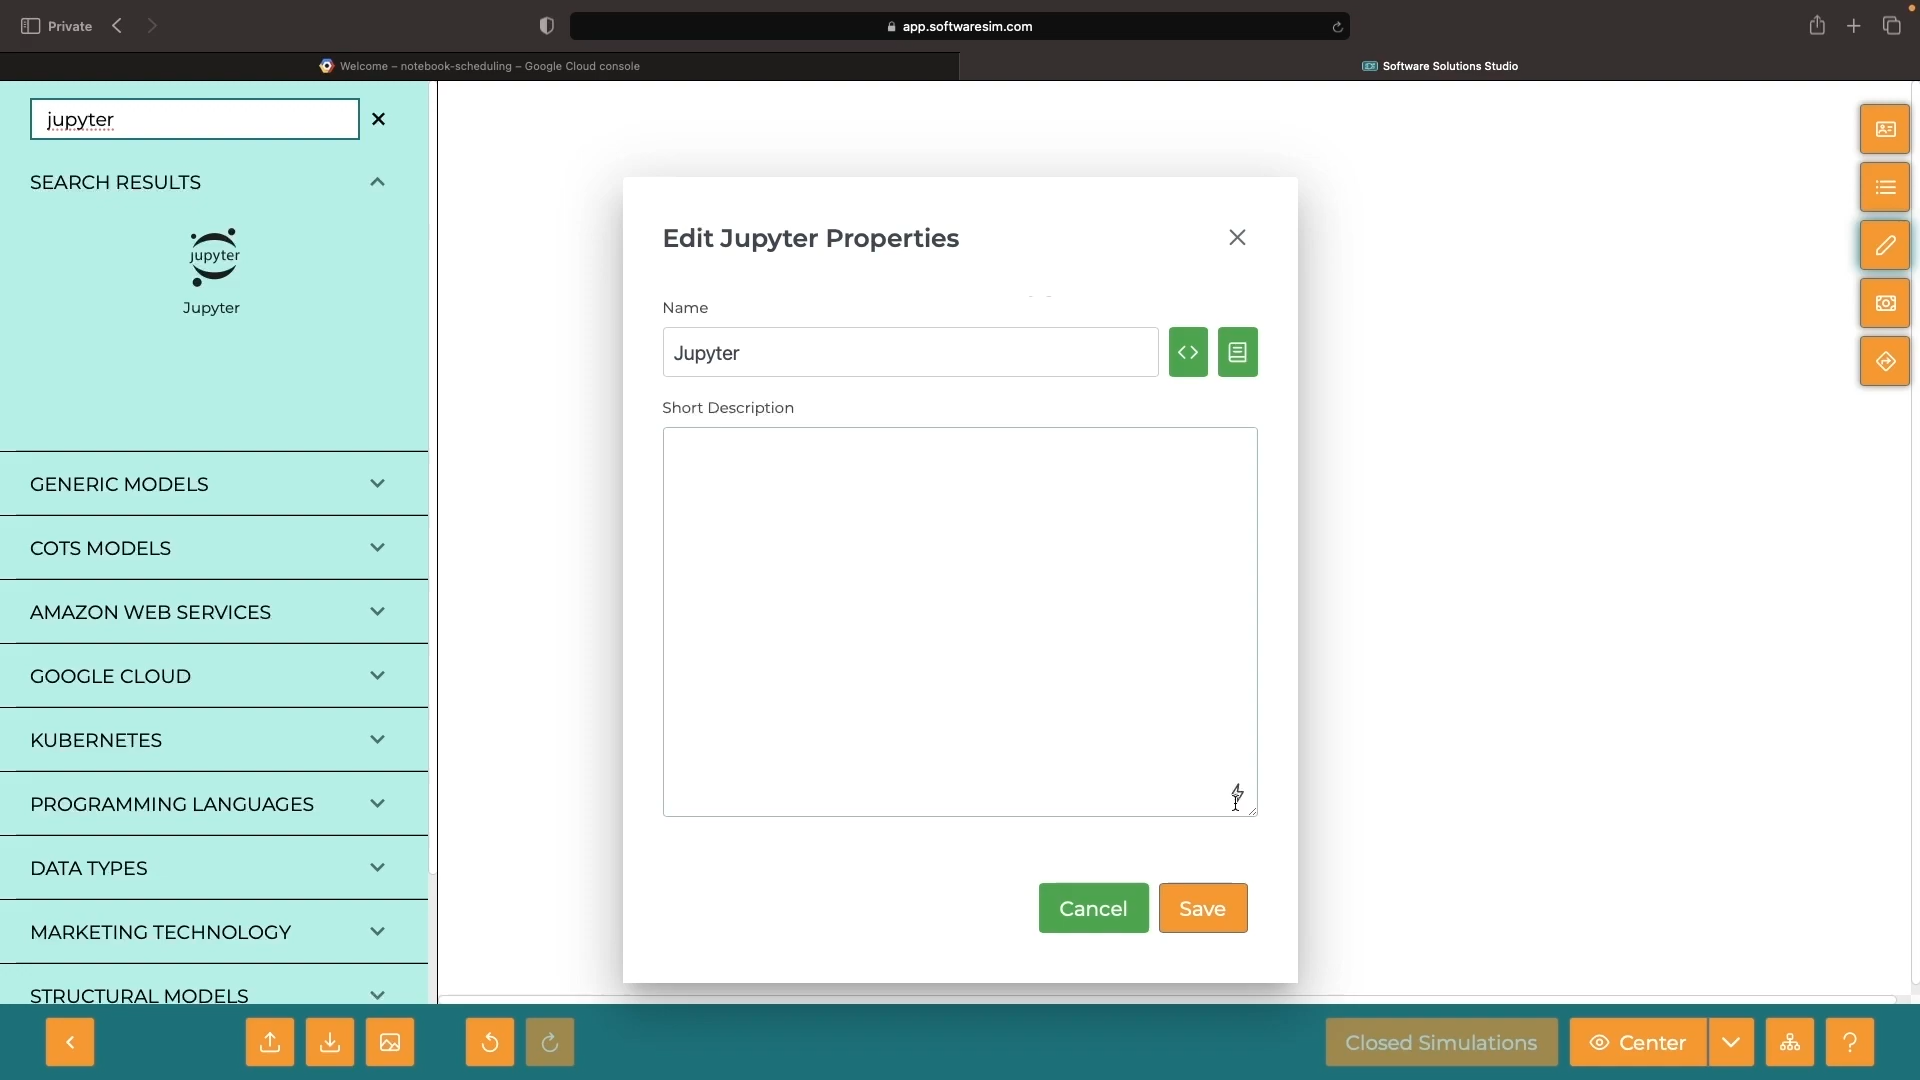 Private
app.softwaresim.com
Welcome – notebook-scheduling – Google Cloud console
Software Solutions Studio
jupyter
SEARCH RESULTS
jupyter
Jupyter
GENERIC MODELS
COTS MODELS
AMAZON WEB SERVICES
GOOGLE CLOUD
KUBERNETES
PROGRAMMING LANGUAGES
DATA TYPES
MARKETING TECHNOLOGY
STRUCTURAL MODELS
Edit Jupyter Properties
Name
Jupyter
Short Description
Cancel
Save
Closed Simulations
Center
?